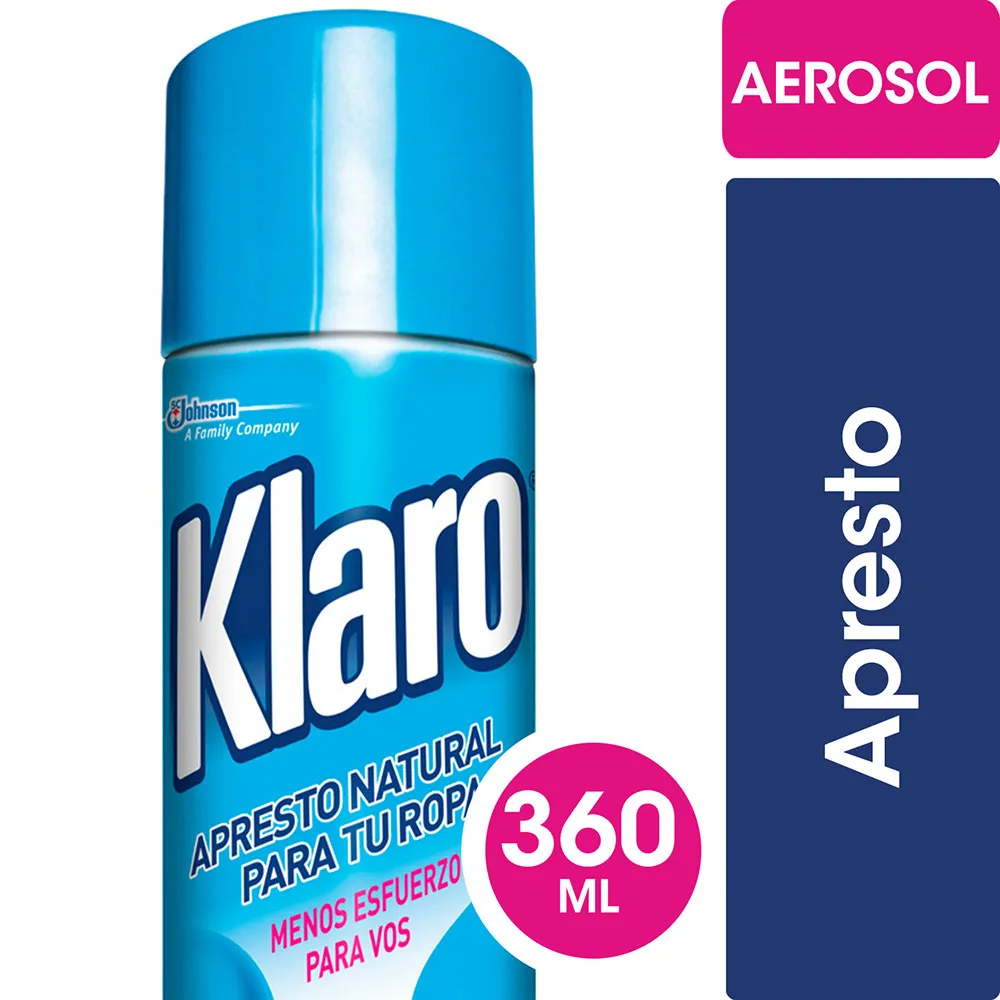 AEROSOL
SC Johnson
A Family Company
Klaro
APRESTO NATURAL
PARA TU ROPA
MENOS ESFUERZO
PARA VOS
360
ML
Apresto